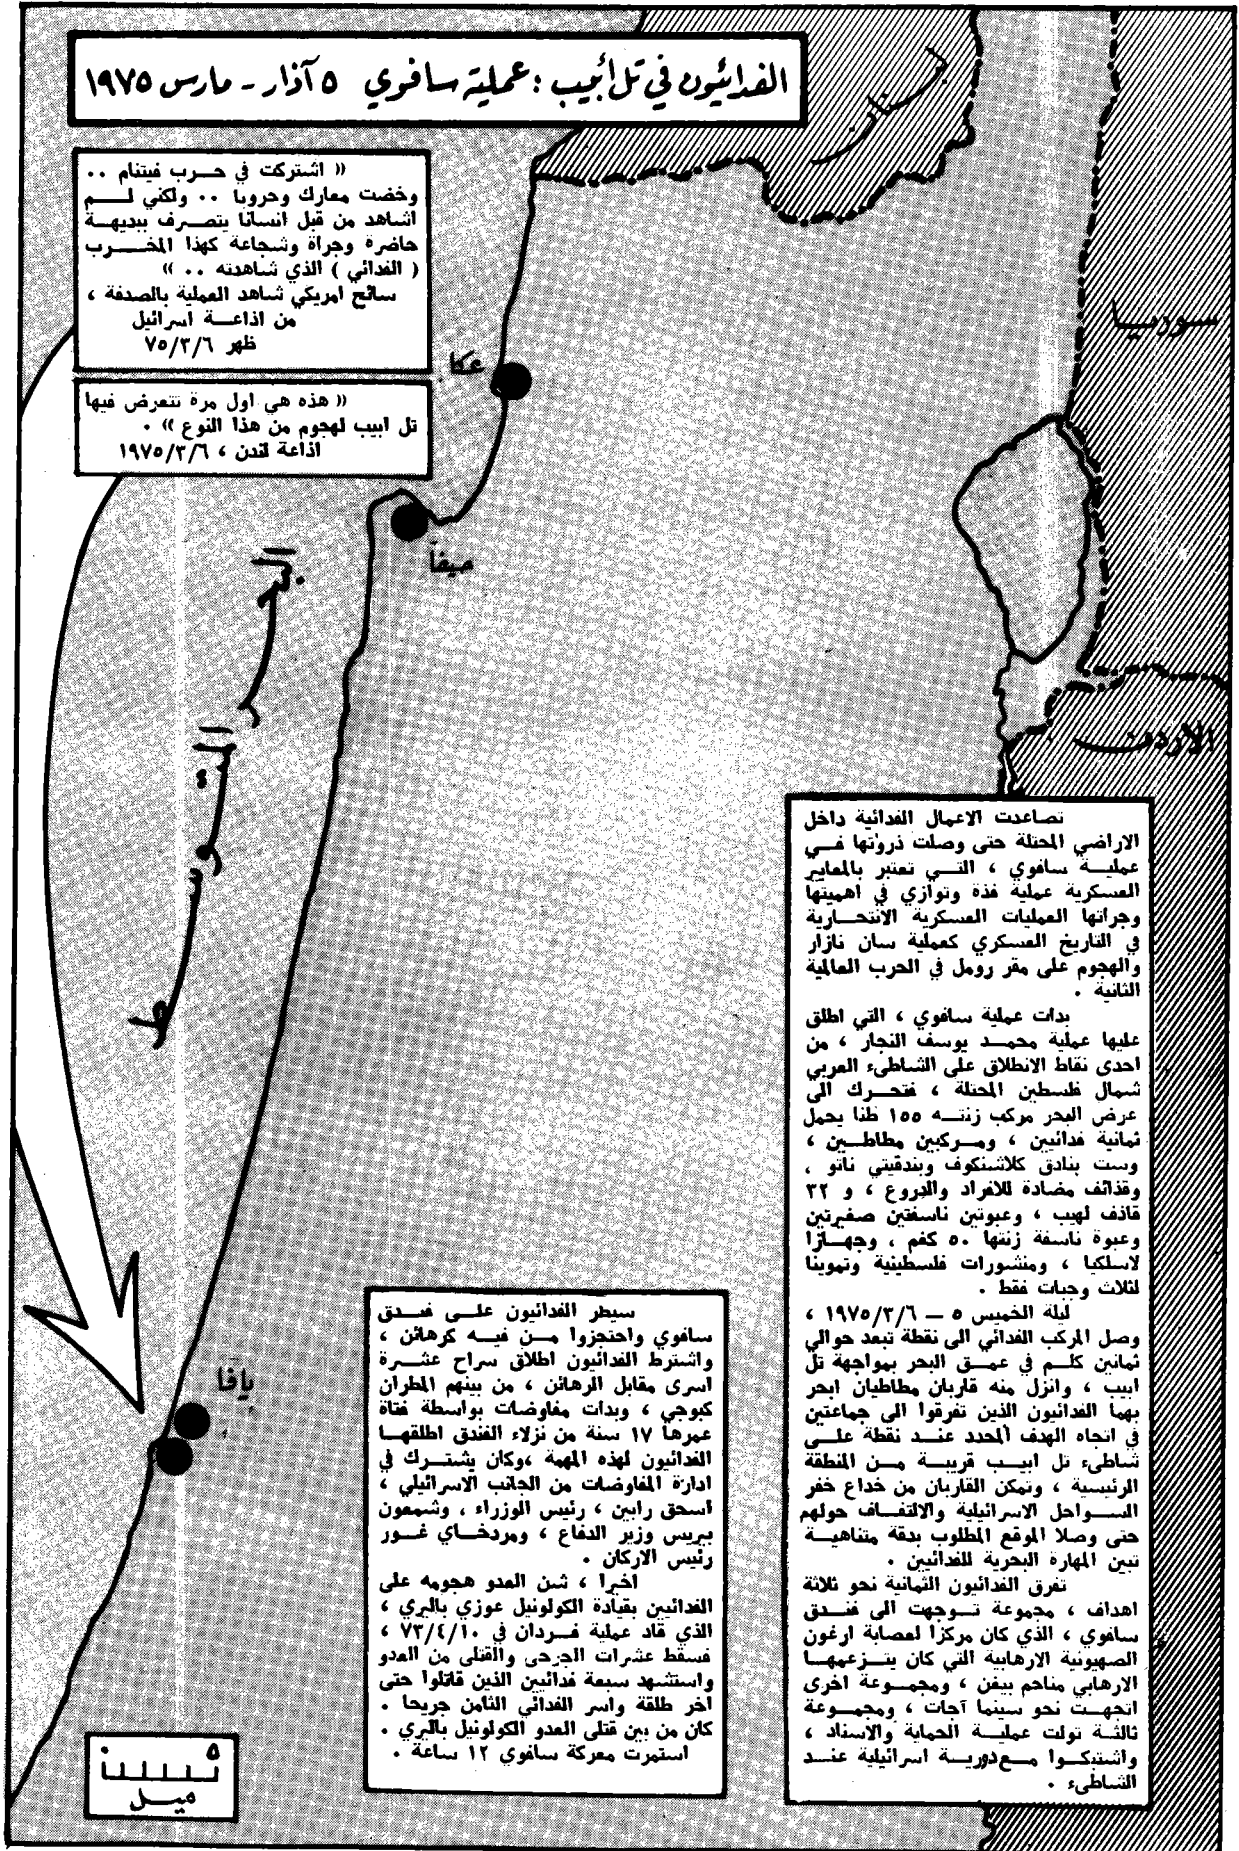 الفدائيون في تل أبيب : عملية سافوي ٥ آذار - مارس ١٩٧٥
لبنان
« اشتركت في حرب فيتنام ..
وخضت معارك وحروبا .. ولكني لم
اشاهد من قبل انسانا يتصرف ببديهة
حاضرة وجراة وشجاعة كهذا المخرب
( الفدائي ) الذي شاهدته .. »
سائح امريكي شاهد العملية بالصدفة ،
من اذاعة اسرائيل
ظهر ٧٥/٣/٦
« هذه هي اول مرة تتعرض فيها
تل ابيب لهجوم من هذا النوع » .
اذاعة لندن ، ١٩٧٥/٣/٦
سوريا
عكا
حيفا
البحر المتوسط
الاردن
تصاعدت الاعمال الفدائية داخل
الاراضي المحتلة حتى وصلت ذروتها في
عملية سافوي ، التي تعتبر بالمعايير
العسكرية عملية فذة وتوازي في اهميتها
وجراتها العمليات العسكرية الانتحارية
في التاريخ العسكري كعملية سان نازار
والهجوم على مقر رومل في الحرب العالمية
الثانية .
بدات عملية سافوي ، التي اطلق
عليها عملية محمد يوسف النجار ، من
احدى نقاط الانطلاق على الشاطىء العربي
شمال فلسطين المحتلة ، فتحرك الى
عرض البحر مركب زنته ١٥٥ طنا يحمل
ثمانية فدائيين ، ومركبين مطاطين ،
وست بنادق كلاشنكوف وبندقيتي ناتو ،
وقذائف مضادة للافراد والدروع ، و ٣٢
قاذف لهب ، وعبوتين ناسفتين صغيرتين
وعبوة ناسفة زنتها ٥٠ كغم ، وجهازا
لاسلكيا ، ومنشورات فلسطينية وتموينا
لثلاث وجبات فقط .
ليلة الخميس ٥ — ١٩٧٥/٣/٦ ،
وصل المركب الفدائي الى نقطة تبعد حوالي
ثمانين كلم في عمق البحر بمواجهة تل
ابيب ، وانزل منه قاربان مطاطيان ابحر
بهما الفدائيون الذين تفرقوا الى جماعتين
في اتجاه الهدف المحدد عند نقطة على
شاطىء تل ابيب قريبة من المنطقة
الرئيسية ، وتمكن القاربان من خداع خفر
السواحل الاسرائيلية والالتفاف حولهم
حتى وصلا الموقع المطلوب بدقة متناهية
تبين المهارة البحرية للفدائيين .
تفرق الفدائيون الثمانية نحو ثلاثة
اهداف ، مجموعة توجهت الى فندق
سافوي ، الذي كان مركزا لعصابة ارغون
الصهيونية الارهابية التي كان يتزعمها
الارهابي مناحم بيغن ، ومجموعة اخرى
اتجهت نحو سينما آجات ، ومجموعة
ثالثة تولت عملية الحماية والاسناد ،
واشتبكوا مع دورية اسرائيلية عند
الشاطىء .
سيطر الفدائيون على فندق
سافوي واحتجزوا من فيه كرهائن ،
واشترط الفدائيون اطلاق سراح عشرة
اسرى مقابل الرهائن ، من بينهم المطران
كبوجي ، وبدات مفاوضات بواسطة فتاة
عمرها ١٧ سنة من نزلاء الفندق اطلقها
الفدائيون لهذه المهمة ،وكان يشترك في
ادارة المفاوضات من الجانب الاسرائيلي ،
اسحق رابين ، رئيس الوزراء ، وشمعون
بيريس وزير الدفاع ، ومردخاي غور
رئيس الاركان .
اخيرا ، شن العدو هجومه على
الفدائيين بقيادة الكولونيل عوزي بالبري ،
الذي قاد عملية فردان في ٧٣/٤/١٠ ،
فسقط عشرات الجرحى والقتلى من العدو
واستشهد سبعة فدائيين الذين قاتلوا حتى
اخر طلقة واسر الفدائي الثامن جريحا .
كان من بين قتلى العدو الكولونيل بالبري .
استمرت معركة سافوي ١٢ ساعة .
يافا
٠ ٥
ميل